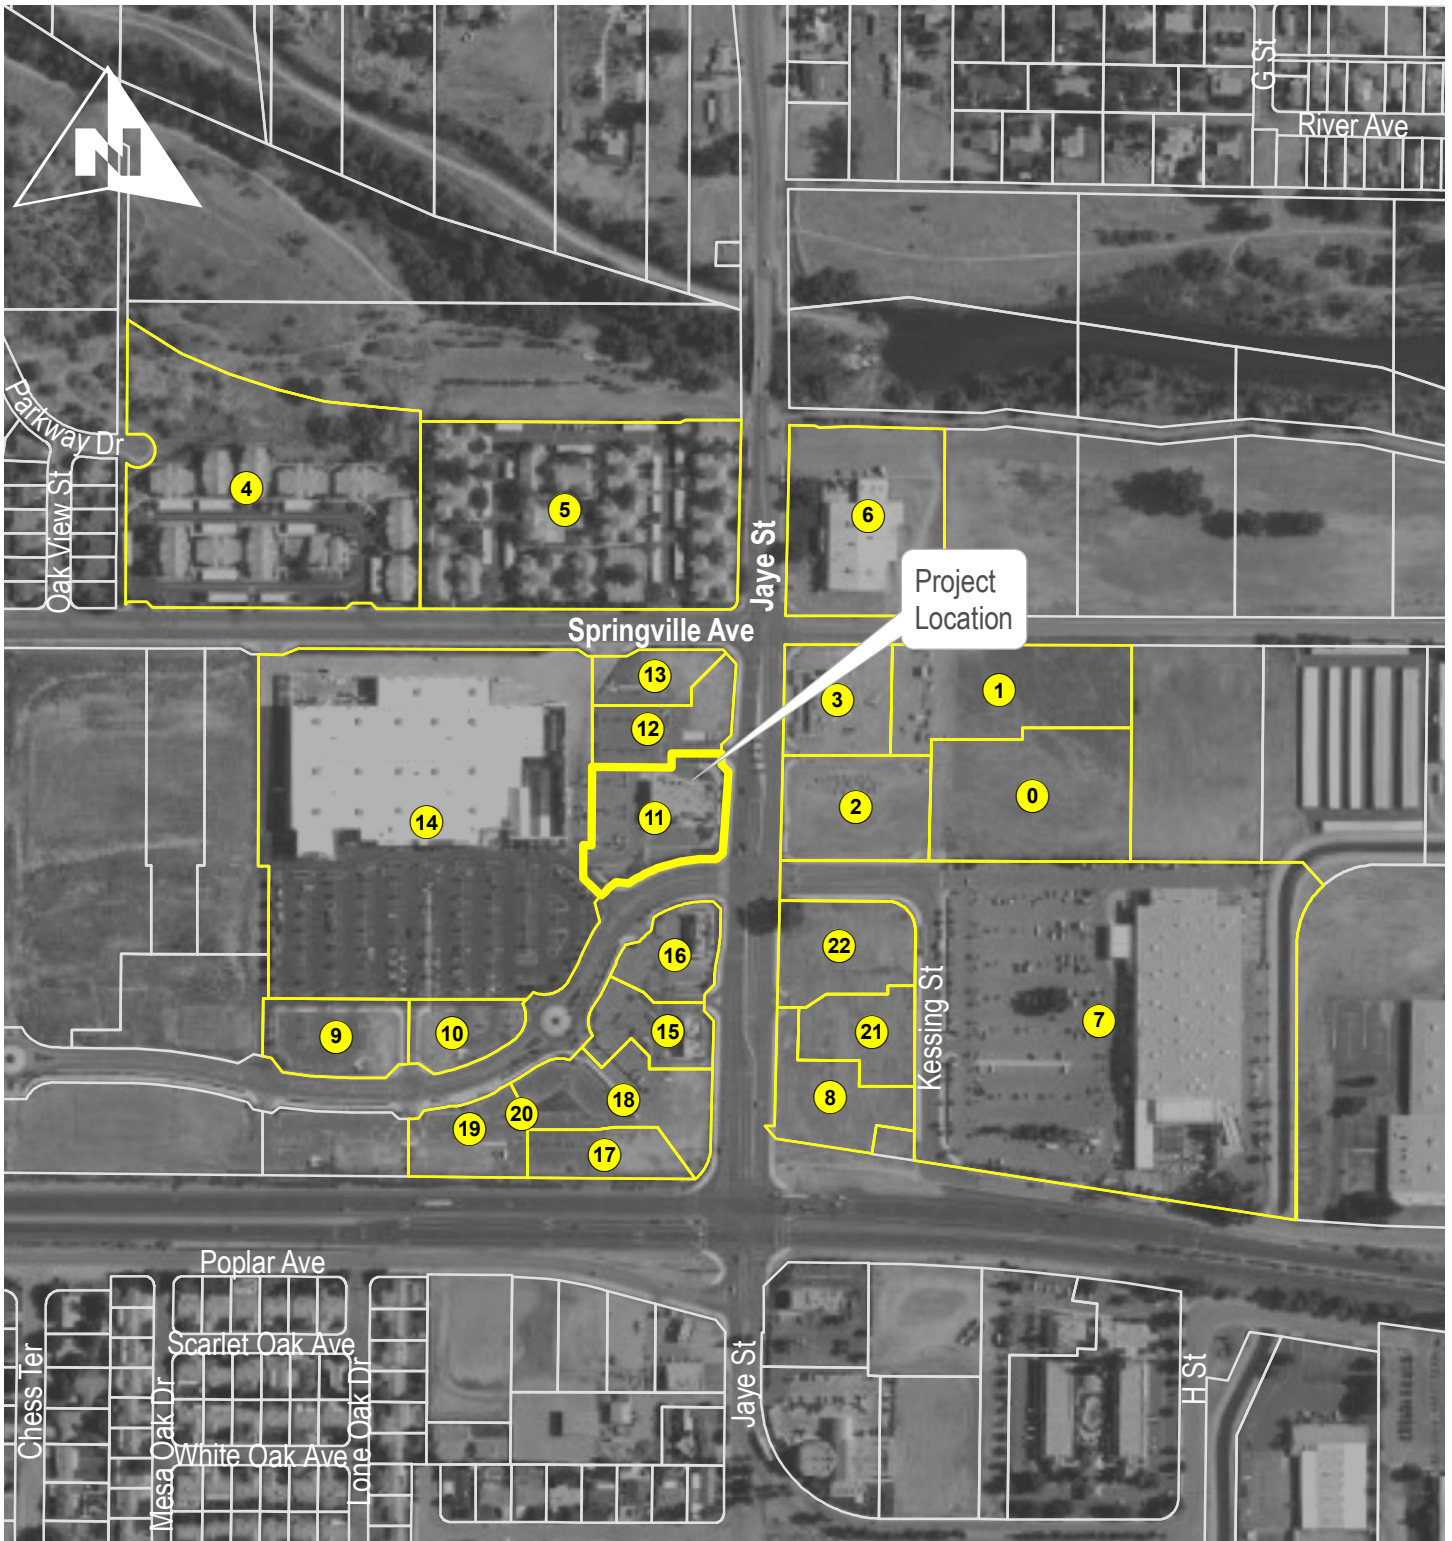 G St
River Ave
N
Parkway Dr
Oak View St
4
5
6
Jaye St
Project
Location
Springville Ave
13
12
3
1
2
0
11
14
16
22
Kessing St
7
9
10
15
21
8
18
20
19
17
Poplar Ave
Scarlet Oak Ave
Chess Ter
Mesa Oak Dr
Lone Oak Dr
White Oak Ave
Jaye St
H St